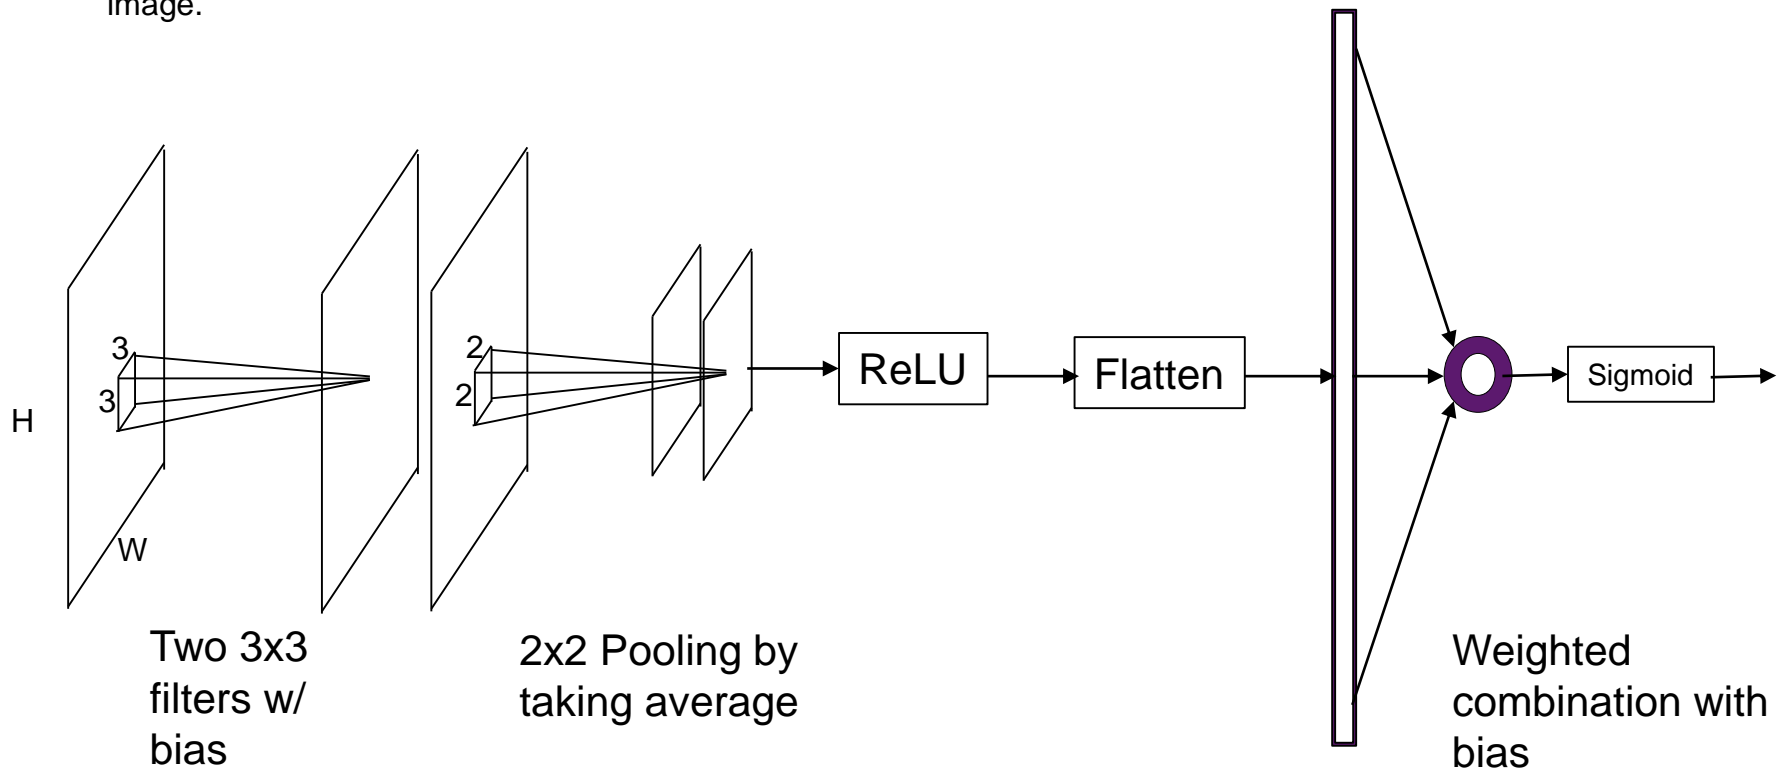 image.
3
3
H
W
2
2
ReLU
Flatten
Sigmoid
Two 3x3
filters w/
bias
2x2 Pooling by
taking average
Weighted
combination with
bias